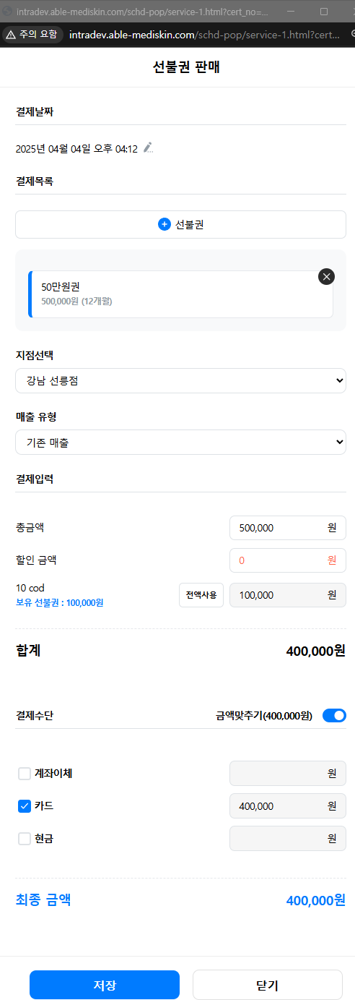 intradev.able-mediskin.com/schd-pop/service-1.html?cert_no=...
주의 요함 intradev.able-mediskin.com/schd-pop/service-1.html?cert...
선불권 판매
결제날짜
2025년 04월 04일 오후 04:12
결제목록
선불권
50만원권
500,000원 (12개월)
지점선택
강남 선릉점
매출 유형
기존 매출
결제입력
총금액 500,000 원
할인 금액 0 원
10 cod
보유 선불권 : 100,000원
전액사용 100,000 원
합계 400,000원
결제수단 금액맞추기(400,000원)
계좌이체 원
카드 400,000 원
현금 원
최종 금액 400,000원
저장 닫기